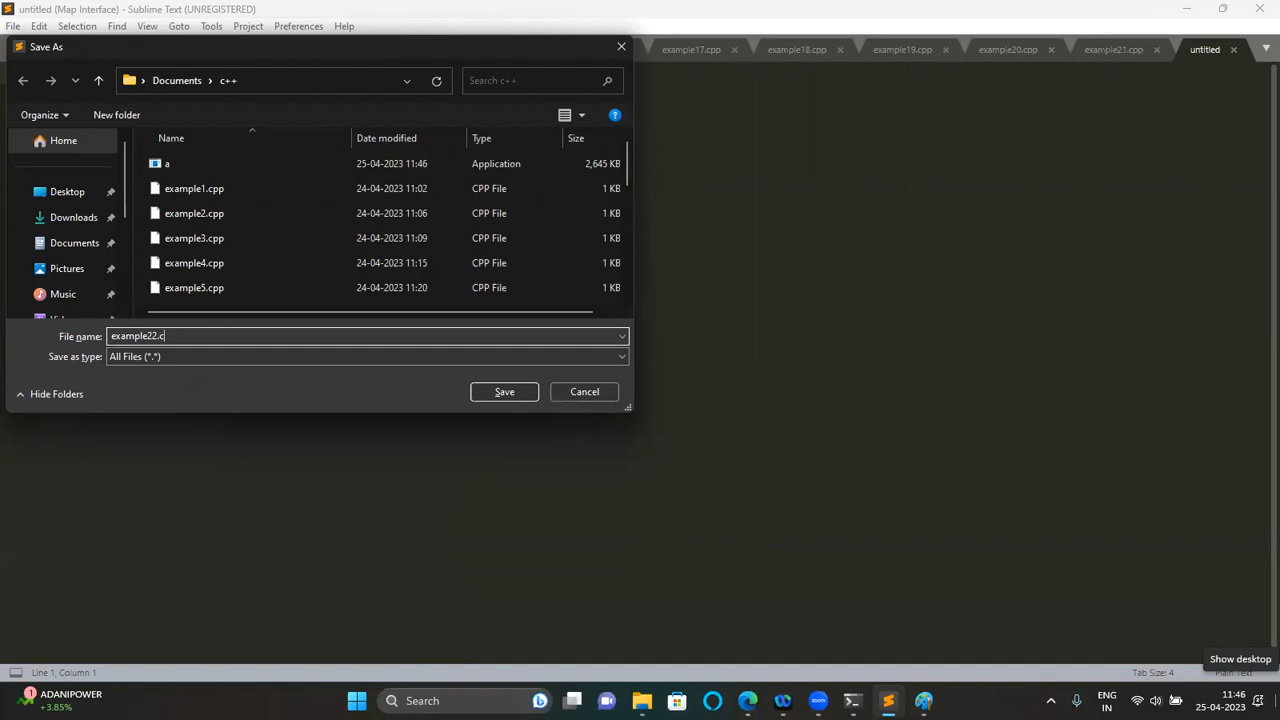 untitled (Map Interface) - Sublime Text (UNREGISTERED)
File Edit Selection Find View Goto Tools Project Preferences Help
Save As
example17.cpp example18.cpp example19.cpp example20.cpp example21.cpp untitled
Documents c++ Search c++
Organize New folder
Home
Name Date modified Type Size
a 25-04-2023 11:46 Application 2,645 KB
example1.cpp 24-04-2023 11:02 CPP File 1 KB
Desktop
example2.cpp 24-04-2023 11:06 CPP File 1 KB
Downloads
example3.cpp 24-04-2023 11:09 CPP File 1 KB
Documents
example4.cpp 24-04-2023 11:15 CPP File 1 KB
Pictures
example5.cpp 24-04-2023 11:20 CPP File 1 KB
Music
File name: example22.c
Save as type: All Files (*.*)
Hide Folders Save Cancel
Show desktop
Line 1, Column 1 Tab Size: 4 Plain Text
1 ADANIPOWER
+3.85%
Search
zoom
ENG
IN
11:46
25-04-2023